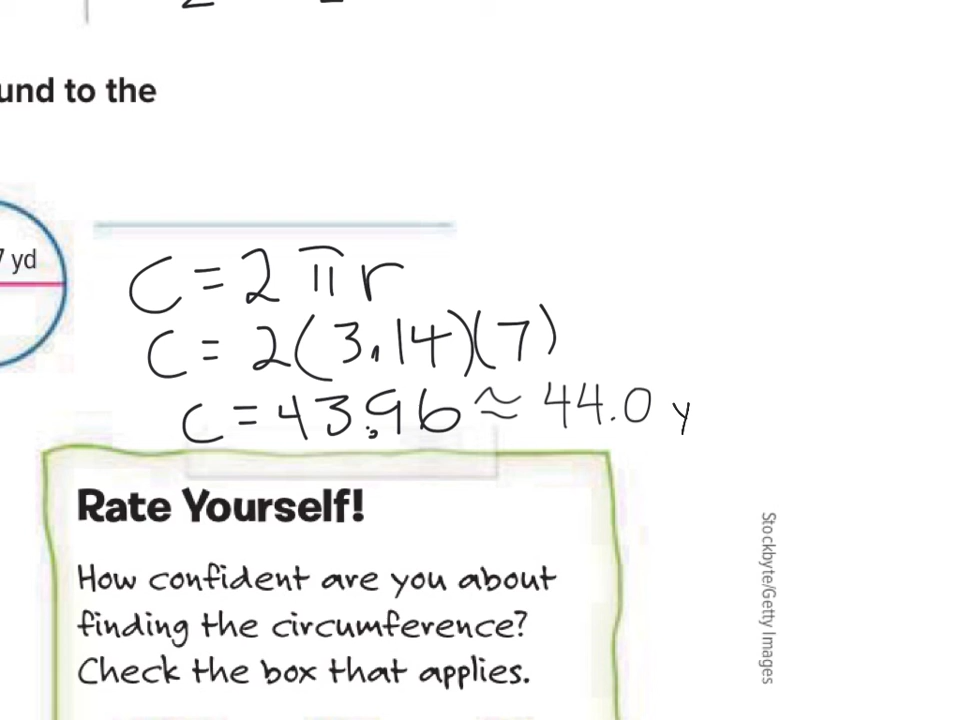 und to the
7 yd
C = 2πr
C = 2(3.14)(7)
C = 43.96 ≈ 44.0 y
Rate Yourself!
How confident are you about
finding the circumference?
Check the box that applies.
Stockbyte/Getty Images